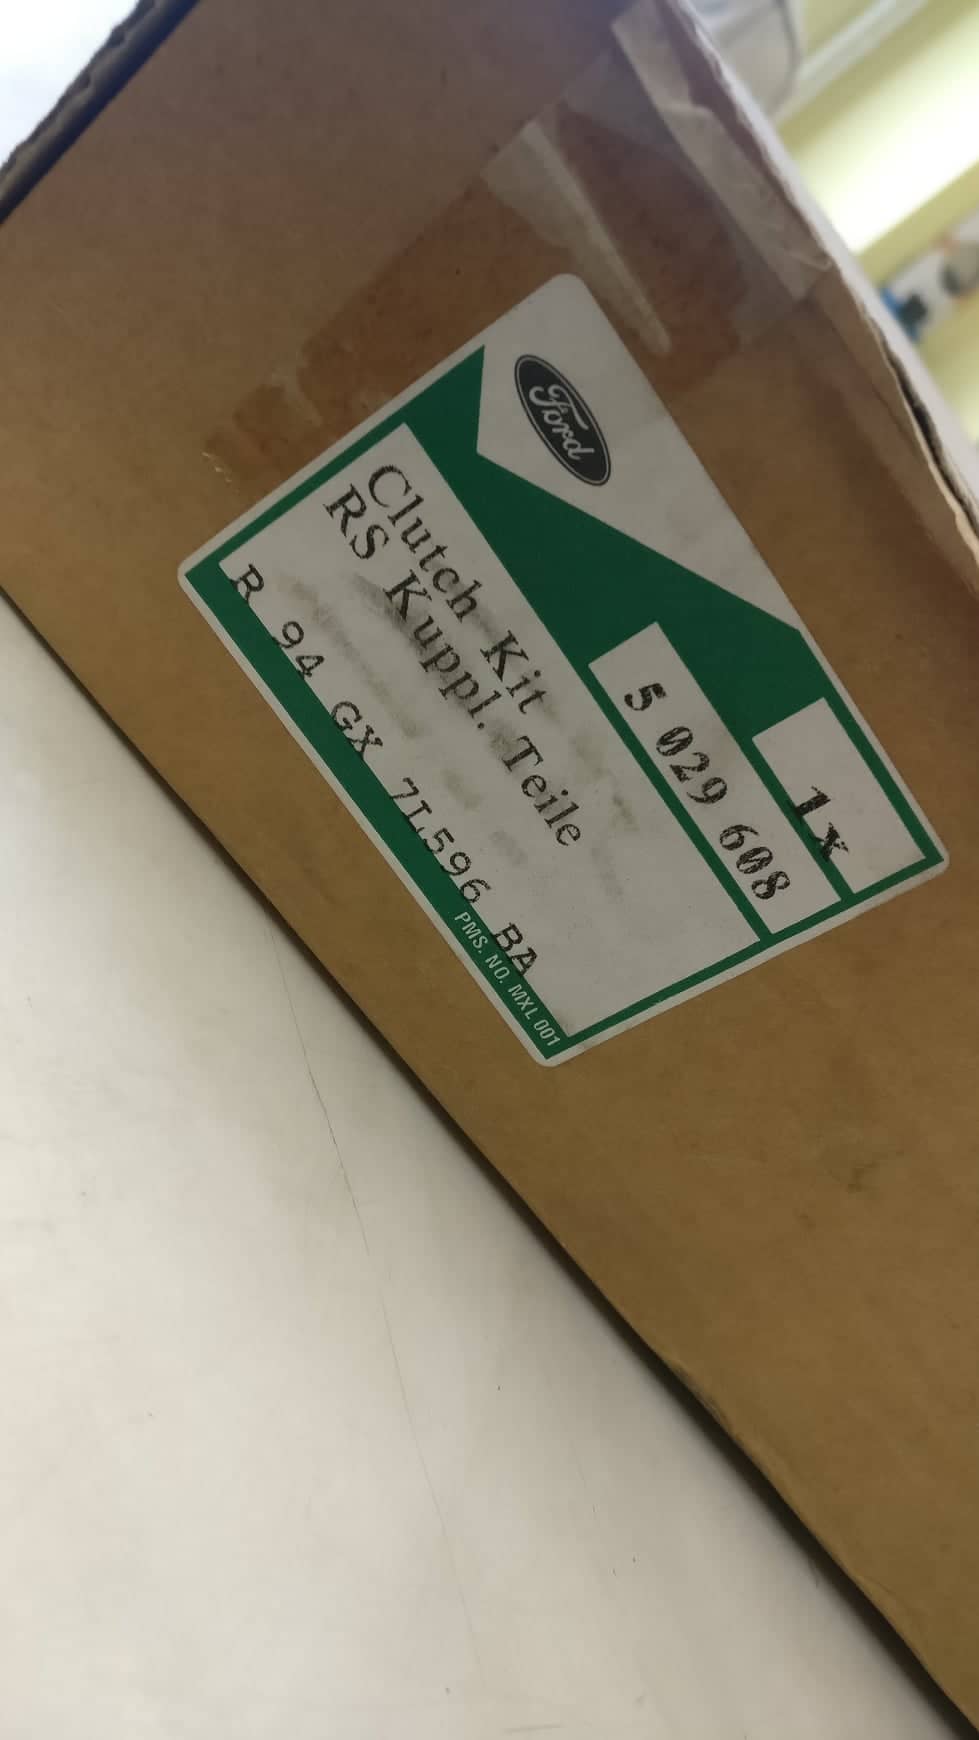 Ford
1x
5 029 608
Clutch Kit
RS Kuppl. Teile
R 94 GX 7L596 BA
PMS. NO. MXL 001